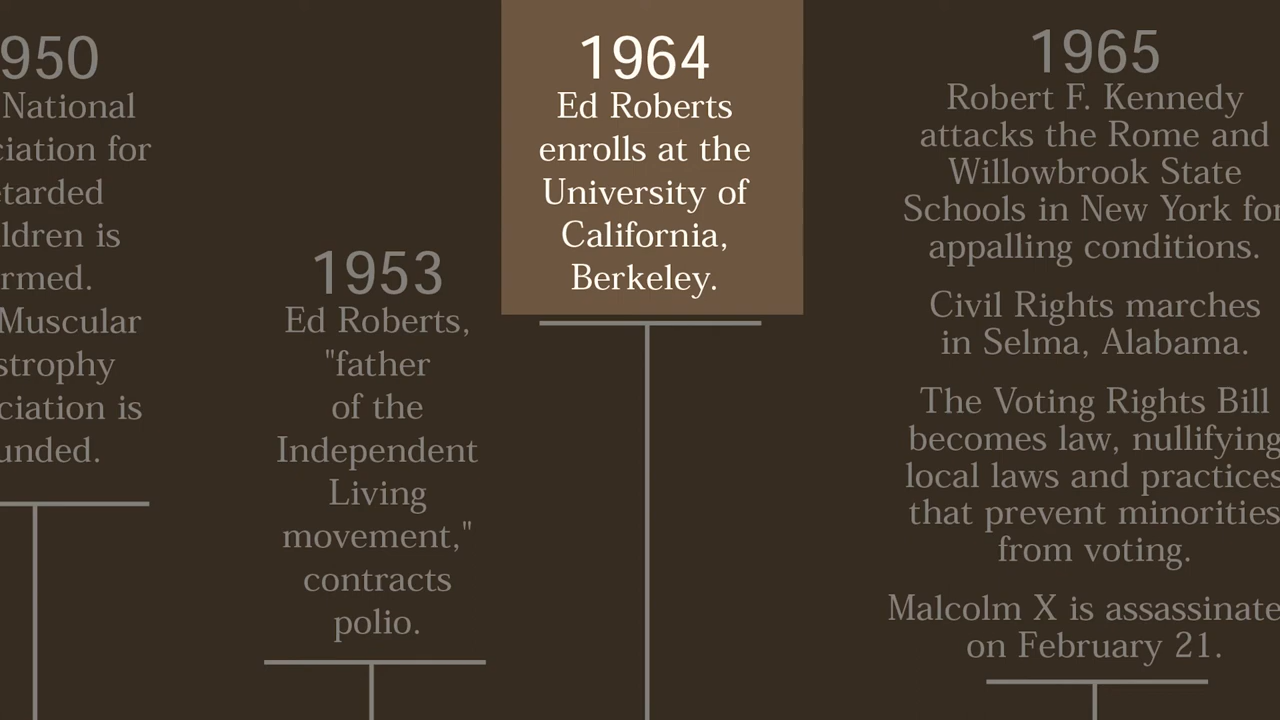 950
National
ciation for
etarded
ldren is
rmed.
Muscular
strophy
ciation is
unded.
1953
Ed Roberts,
"father
of the
Independent
Living
movement,"
contracts
polio.
1964
Ed Roberts
enrolls at the
University of
California,
Berkeley.
1965
Robert F. Kennedy
attacks the Rome and
Willowbrook State
Schools in New York for
appalling conditions.
Civil Rights marches
in Selma, Alabama.
The Voting Rights Bill
becomes law, nullifying
local laws and practices
that prevent minorities
from voting.
Malcolm X is assassinate
on February 21.